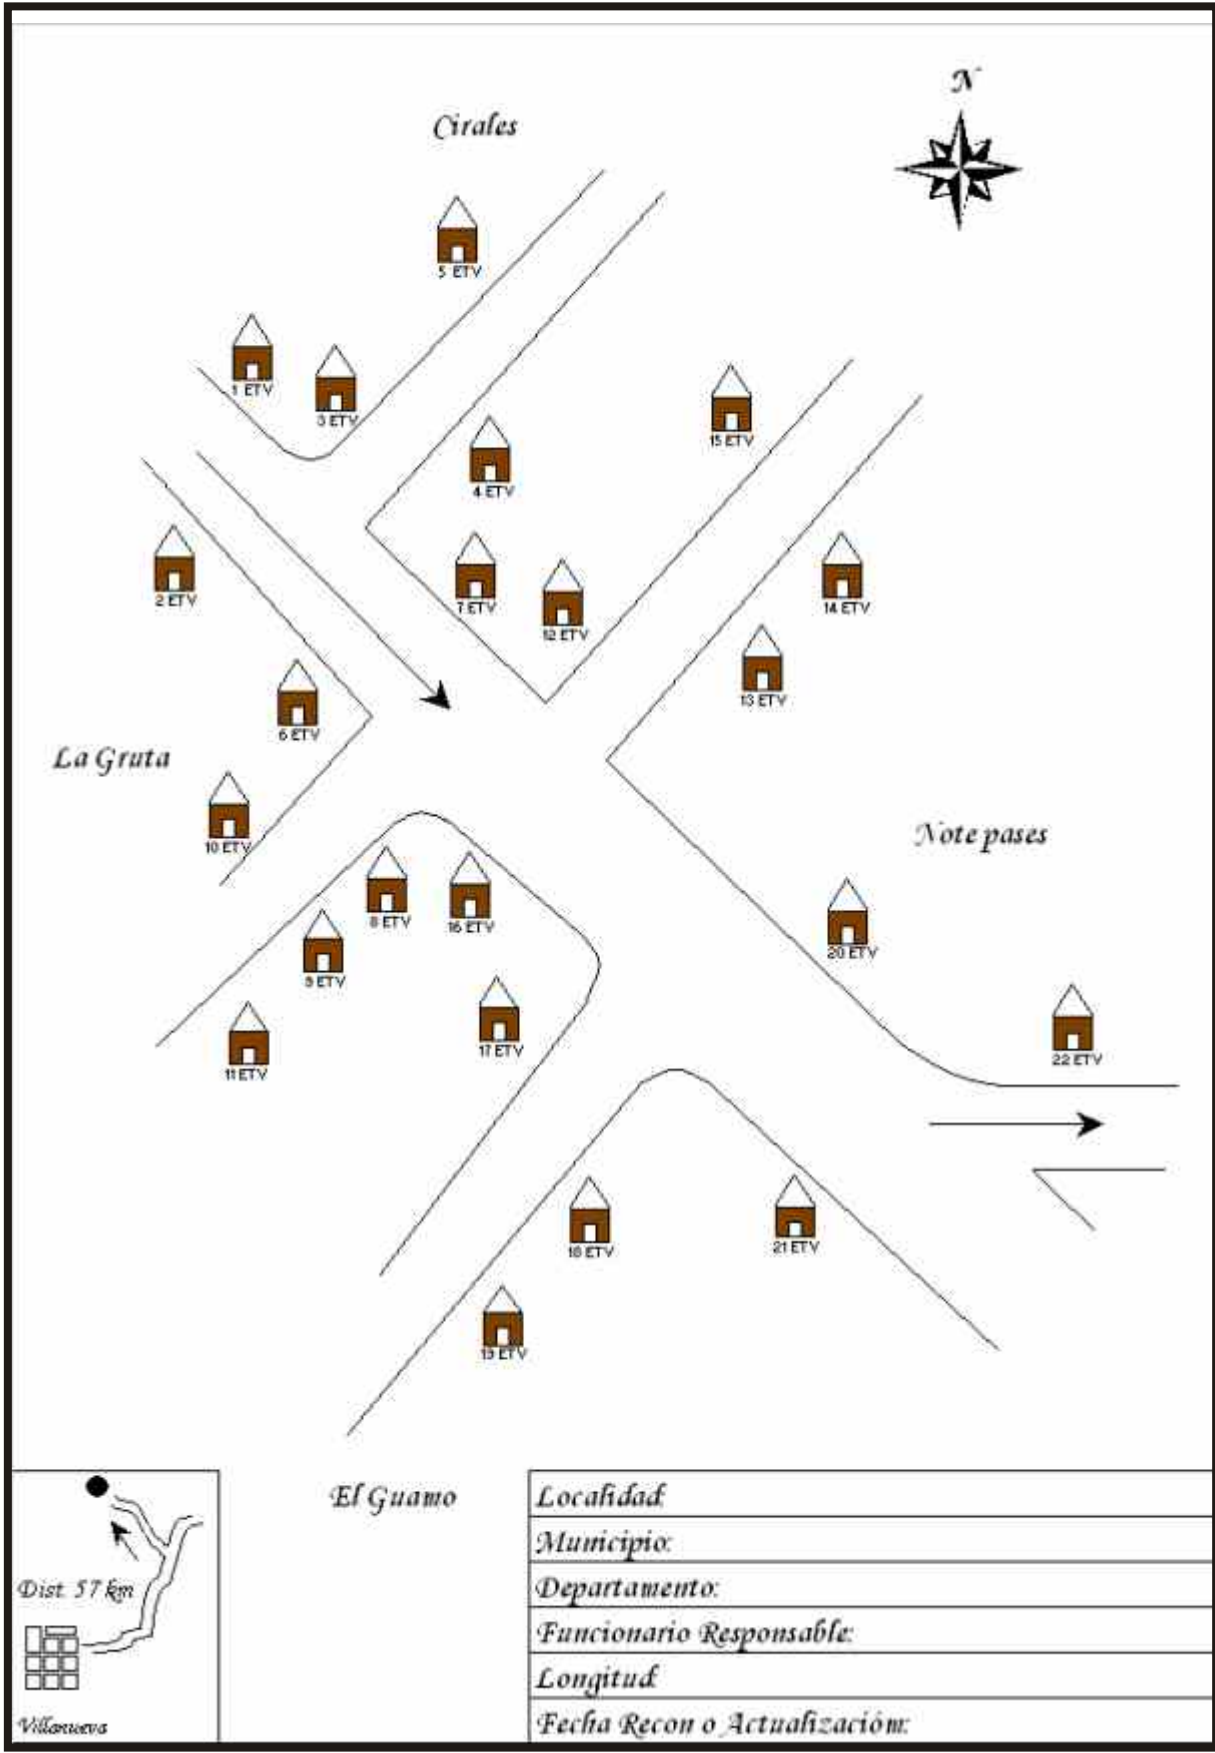 N
Cirales
5 ETV
1 ETV
3 ETV
15 ETV
4 ETV
2 ETV
7 ETV
12 ETV
14 ETV
13 ETV
6 ETV
La Gruta
10 ETV
Note pases
8 ETV
16 ETV
20 ETV
9 ETV
17 ETV
11 ETV
22 ETV
18 ETV
21 ETV
19 ETV
El Guamo
Dist. 57 km
Villanueva
Localidad:
Municipio:
Departamento:
Funcionario Responsable:
Longitud:
Fecha Recon o Actualizacióm: